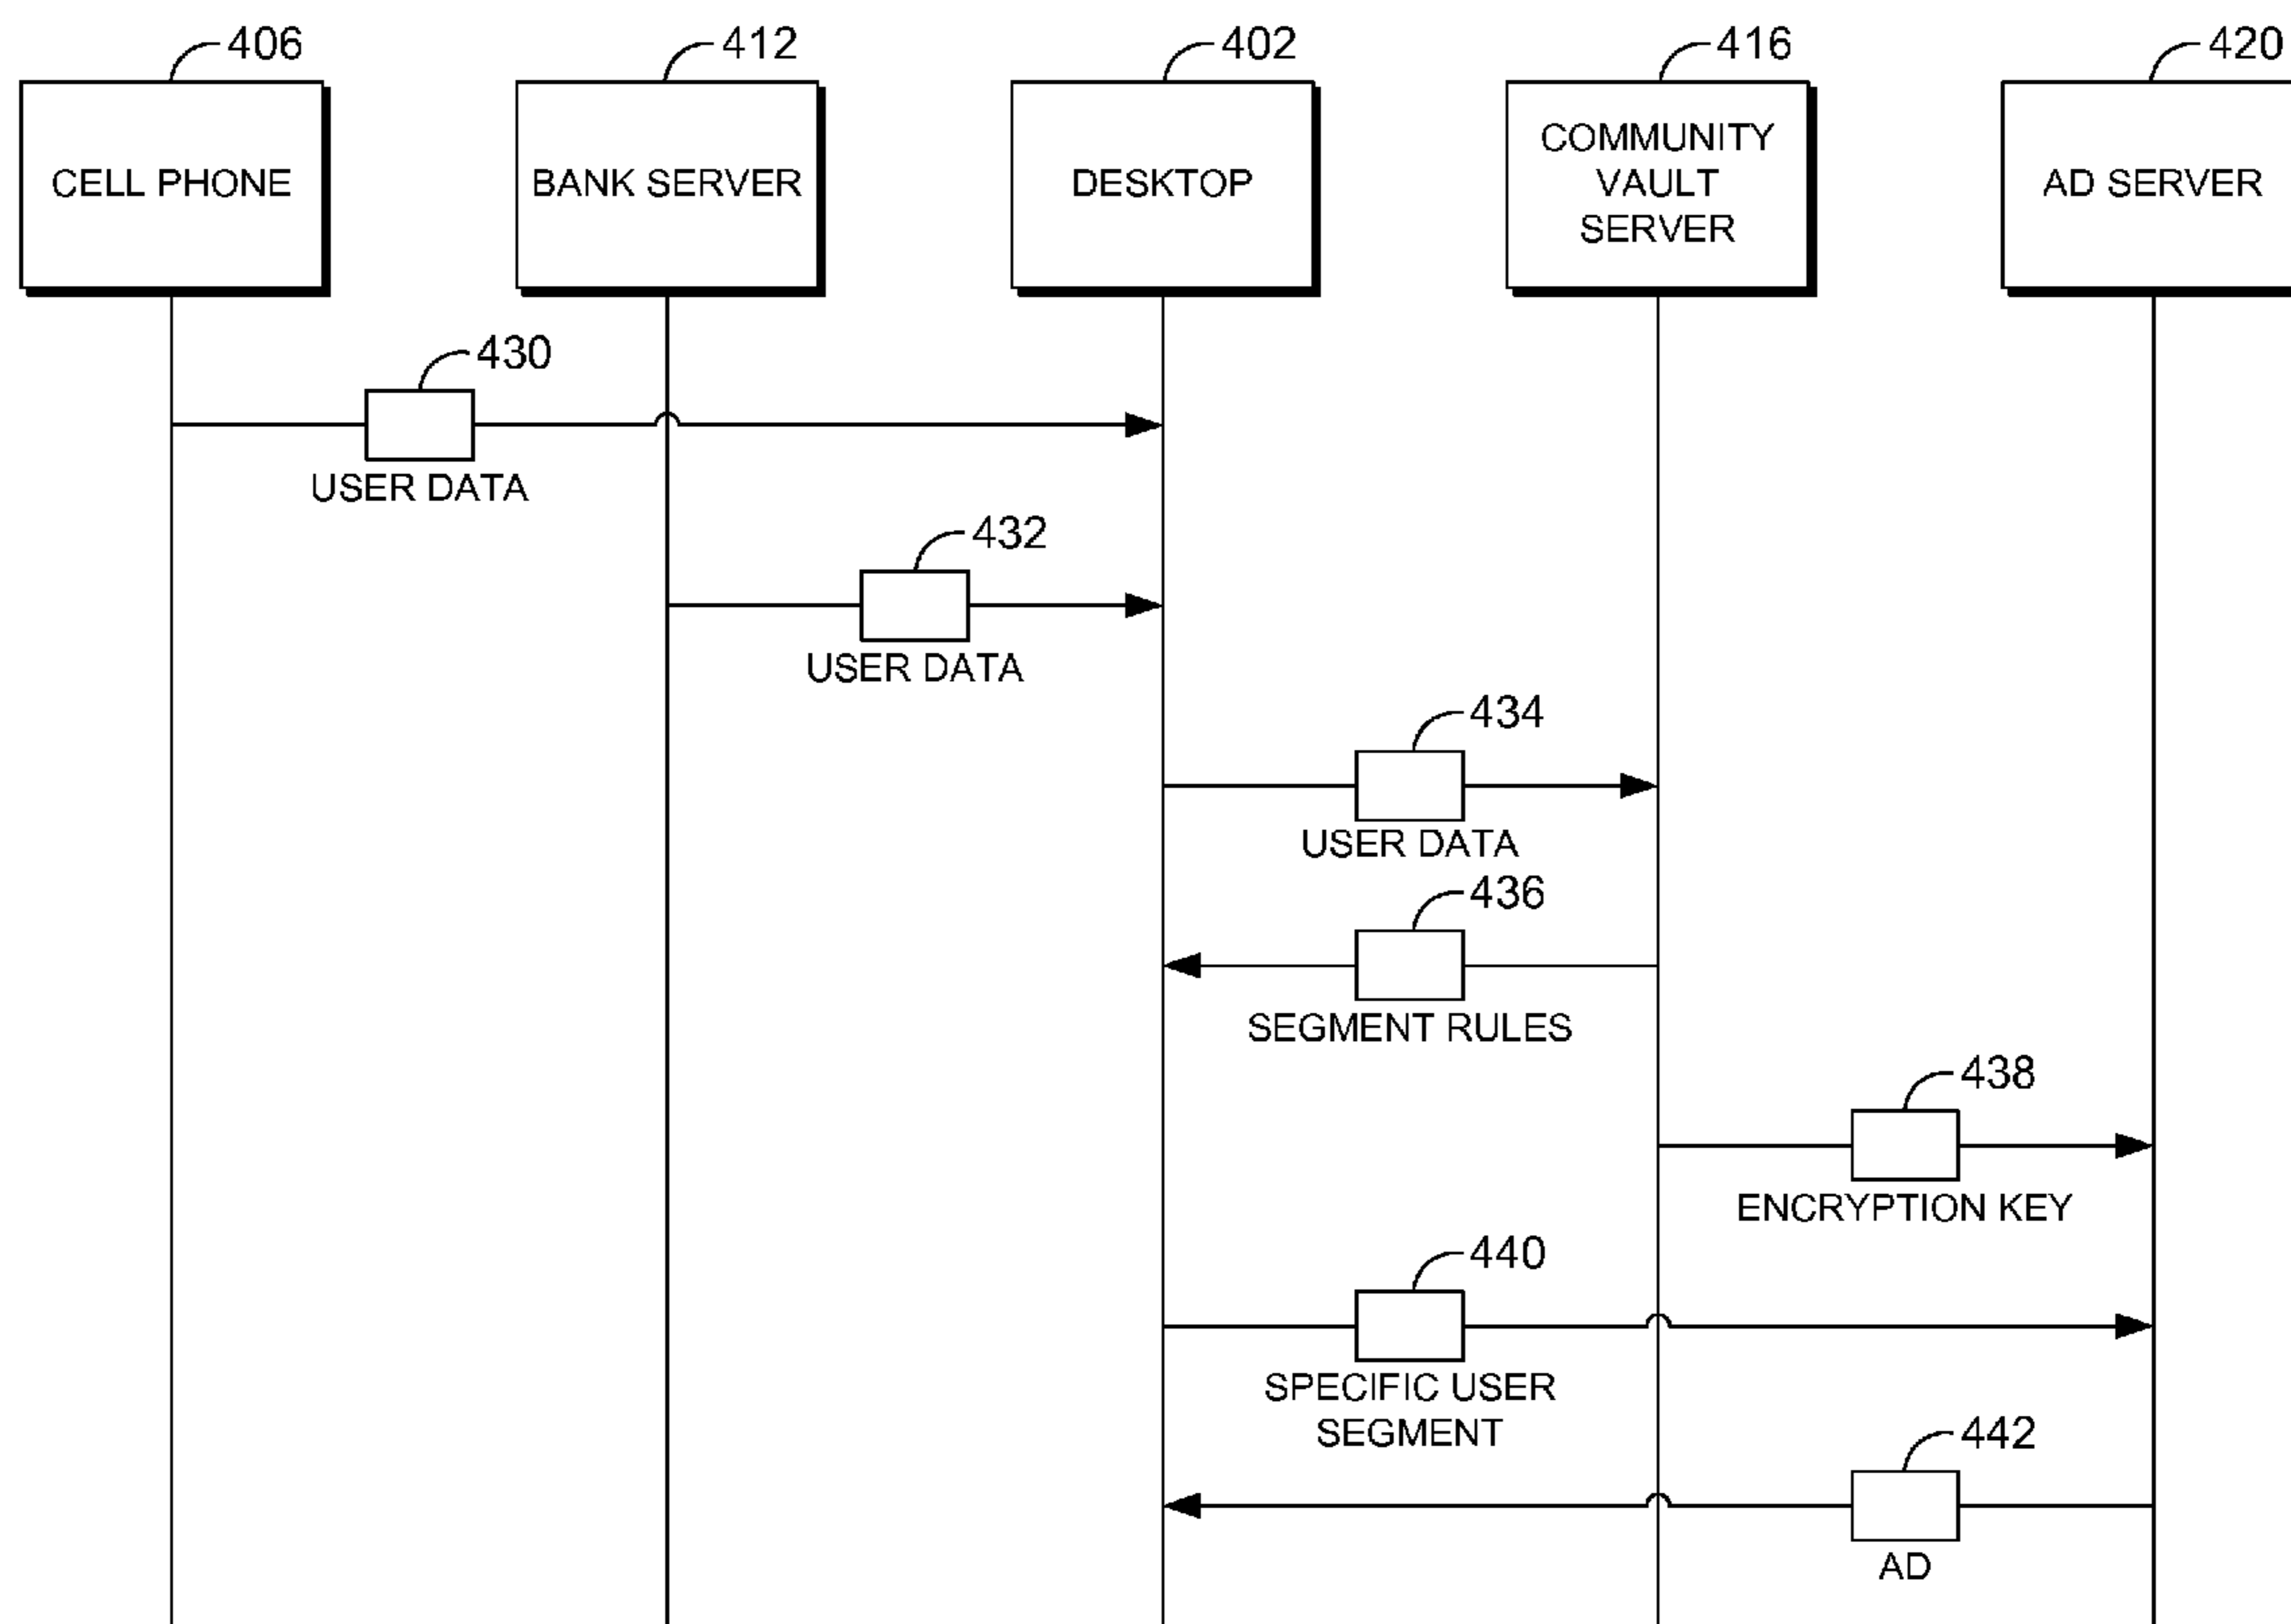 406
412
402
416
420
CELL PHONE
BANK SERVER
DESKTOP
COMMUNITY
VAULT
SERVER
AD SERVER
430
USER DATA
432
USER DATA
434
USER DATA
436
SEGMENT RULES
438
ENCRYPTION KEY
440
SPECIFIC USER
SEGMENT
442
AD